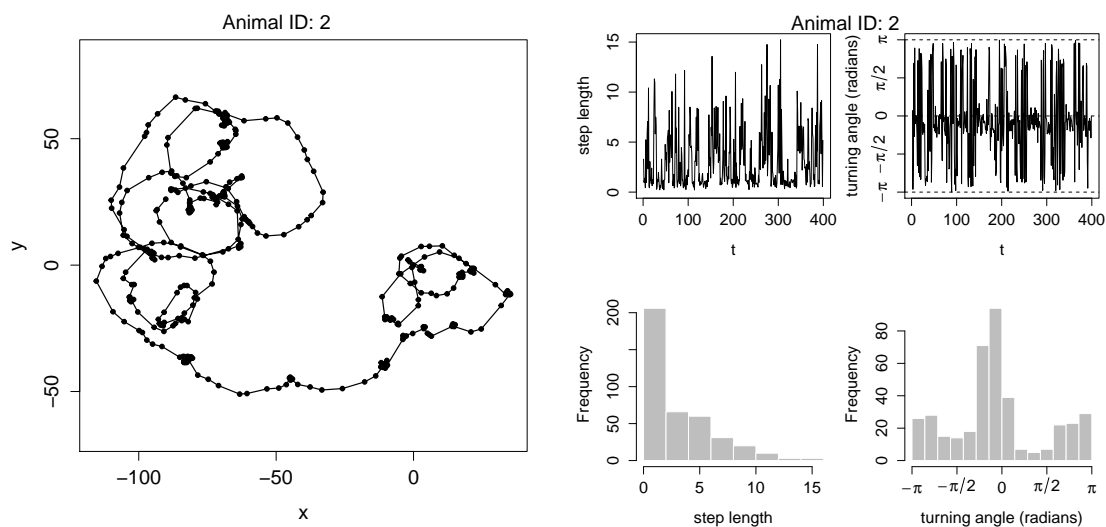 Animal ID: 2
y
50
0
−50
−100
−50
0
x
Animal ID: 2
step length
15
10
5
0
0 100 200 300 400
t
turning angle (radians)
π
π/2
0
−π/2
−π
0 100 200 300 400
t
Frequency
200
150
100
50
0
0 5 10 15
step length
Frequency
80
60
40
20
0
−π −π/2 0 π/2 π
turning angle (radians)